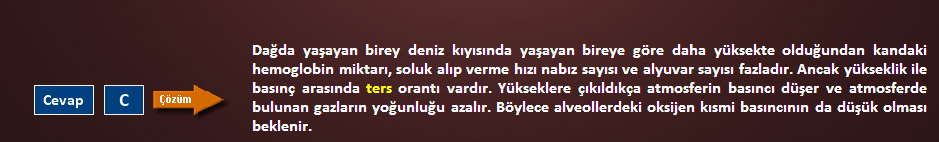 Dağda yaşayan birey deniz kıyısında yaşayan bireye göre daha yüksekte olduğundan kandaki
hemoglobin miktarı, soluk alıp verme hızı nabız sayısı ve alyuvar sayısı fazladır. Ancak yükseklik ile
basınç arasında ters orantı vardır. Yükseklere çıkıldıkça atmosferin basıncı düşer ve atmosferde
bulunan gazların yoğunluğu azalır. Böylece alveollerdeki oksijen kısmi basıncının da düşük olması
beklenir.
Cevap C Çözüm